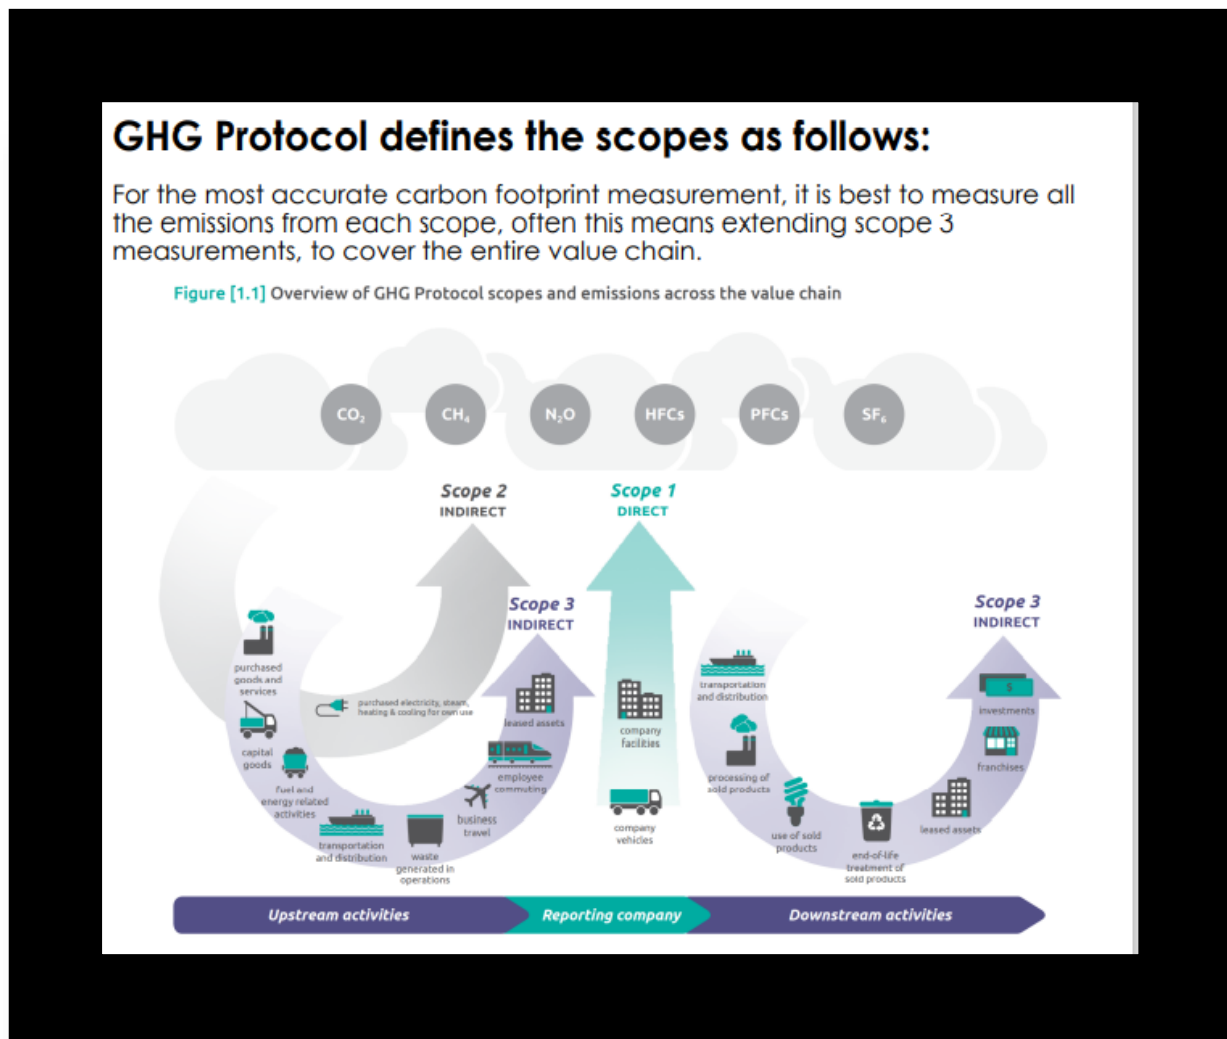 GHG Protocol defines the scopes as follows:
For the most accurate carbon footprint measurement, it is best to measure all
the emissions from each scope, often this means extending scope 3
measurements, to cover the entire value chain.
Figure [1.1] Overview of GHG Protocol scopes and emissions across the value chain
CO₂
CH₄
N₂O
HFCs
PFCs
SF₆
Scope 2
INDIRECT
Scope 1
DIRECT
Scope 3
INDIRECT
Scope 3
INDIRECT
purchased
goods and
services
capital
goods
fuel and
energy related
activities
transportation
and distribution
waste
generated in
operations
business
travel
employee
commuting
leased assets
purchased electricity, steam,
heating & cooling for own use
company
facilities
company
vehicles
transportation
and distribution
processing of
sold products
use of sold
products
end-of-life
treatment of
sold products
leased assets
franchises
$
investments
Upstream activities
Reporting company
Downstream activities